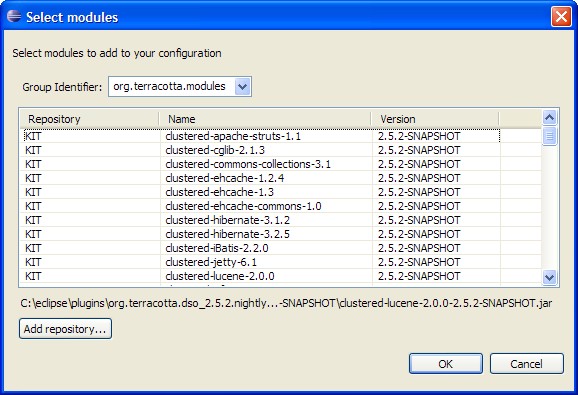 Select modules
Select modules to add to your configuration
Group Identifier: org.terracotta.modules
Repository Name Version
KIT clustered-apache-struts-1.1 2.5.2-SNAPSHOT
KIT clustered-cglib-2.1.3 2.5.2-SNAPSHOT
KIT clustered-commons-collections-3.1 2.5.2-SNAPSHOT
KIT clustered-ehcache-1.2.4 2.5.2-SNAPSHOT
KIT clustered-ehcache-1.3 2.5.2-SNAPSHOT
KIT clustered-ehcache-commons-1.0 2.5.2-SNAPSHOT
KIT clustered-hibernate-3.1.2 2.5.2-SNAPSHOT
KIT clustered-hibernate-3.2.5 2.5.2-SNAPSHOT
KIT clustered-iBatis-2.2.0 2.5.2-SNAPSHOT
KIT clustered-jetty-6.1 2.5.2-SNAPSHOT
KIT clustered-lucene-2.0.0 2.5.2-SNAPSHOT
C:\eclipse\plugins\org.terracotta.dso_2.5.2.nightly...-SNAPSHOT\clustered-lucene-2.0.0-2.5.2-SNAPSHOT.jar
Add repository...
OK Cancel